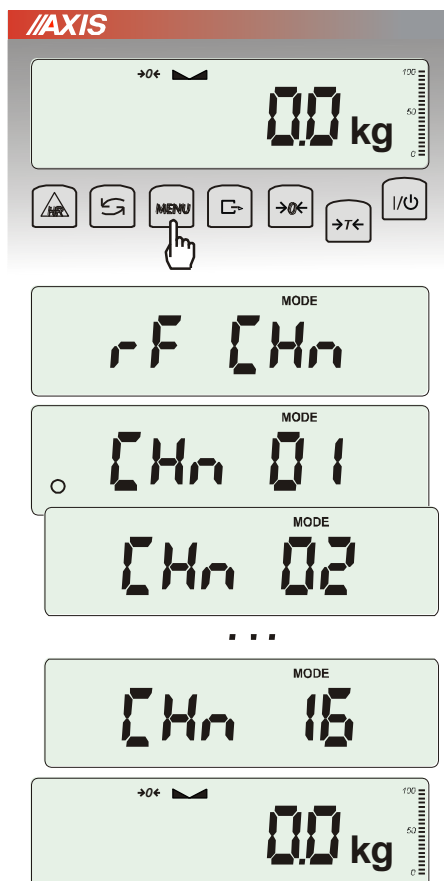 //AXIS
→0← 100
0.0 kg 50
0
HR MENU →0← →T← I/⏻
MODE
rF CHn
MODE
CHn 01
MODE
CHn 02
...
MODE
CHn 16
→0← 100
0.0 kg 50
0